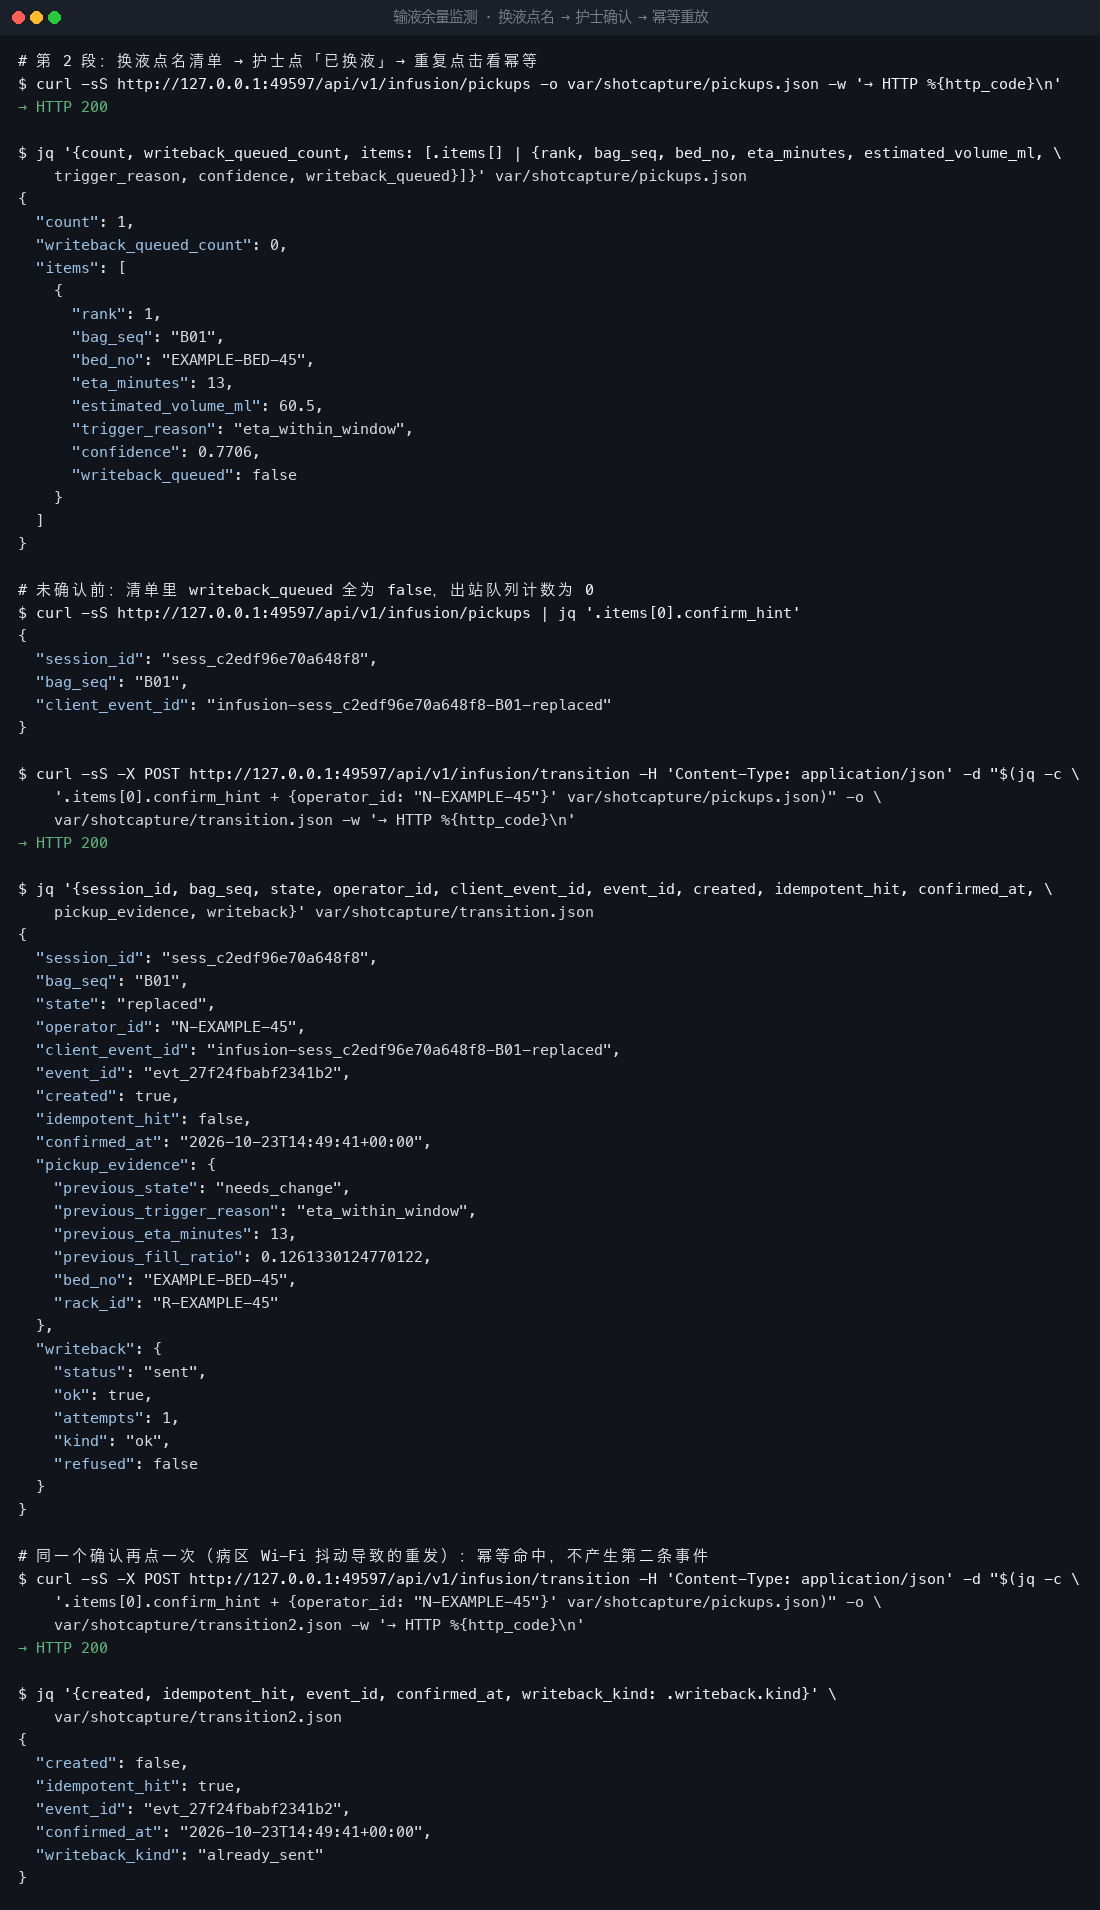 输液余量监测 · 换液点名 → 护士确认 → 幂等重放
# 第 2 段: 换液点名清单 → 护士点「已换液」→ 重复点击看幂等
$ curl -sS http://127.0.0.1:49597/api/v1/infusion/pickups -o var/shotcapture/pickups.json -w '→ HTTP %{http_code}\n'
→ HTTP 200
$ jq '{count, writeback_queued_count, items: [.items[] | {rank, bag_seq, bed_no, eta_minutes, estimated_volume_ml, \
trigger_reason, confidence, writeback_queued}]}' var/shotcapture/pickups.json
{
"count": 1,
"writeback_queued_count": 0,
"items": [
{
"rank": 1,
"bag_seq": "B01",
"bed_no": "EXAMPLE-BED-45",
"eta_minutes": 13,
"estimated_volume_ml": 60.5,
"trigger_reason": "eta_within_window",
"confidence": 0.7706,
"writeback_queued": false
}
]
}
# 未确认前: 清单里 writeback_queued 全为 false, 出站队列计数为 0
$ curl -sS http://127.0.0.1:49597/api/v1/infusion/pickups | jq '.items[0].confirm_hint'
{
"session_id": "sess_c2edf96e70a648f8",
"bag_seq": "B01",
"client_event_id": "infusion-sess_c2edf96e70a648f8-B01-replaced"
}
$ curl -sS -X POST http://127.0.0.1:49597/api/v1/infusion/transition -H 'Content-Type: application/json' -d "$(jq -c \
'.items[0].confirm_hint + {operator_id: "N-EXAMPLE-45"}' var/shotcapture/pickups.json)" -o \
var/shotcapture/transition.json -w '→ HTTP %{http_code}\n'
→ HTTP 200
$ jq '{session_id, bag_seq, state, operator_id, client_event_id, event_id, created, idempotent_hit, confirmed_at, \
pickup_evidence, writeback}' var/shotcapture/transition.json
{
"session_id": "sess_c2edf96e70a648f8",
"bag_seq": "B01",
"state": "replaced",
"operator_id": "N-EXAMPLE-45",
"client_event_id": "infusion-sess_c2edf96e70a648f8-B01-replaced",
"event_id": "evt_27f24fbabf2341b2",
"created": true,
"idempotent_hit": false,
"confirmed_at": "2026-10-23T14:49:41+00:00",
"pickup_evidence": {
"previous_state": "needs_change",
"previous_trigger_reason": "eta_within_window",
"previous_eta_minutes": 13,
"previous_fill_ratio": 0.1261330124770122,
"bed_no": "EXAMPLE-BED-45",
"rack_id": "R-EXAMPLE-45"
},
"writeback": {
"status": "sent",
"ok": true,
"attempts": 1,
"kind": "ok",
"refused": false
}
}
# 同一个确认再点一次（病区 Wi-Fi 抖动导致的重发）: 幂等命中, 不产生第二条事件
$ curl -sS -X POST http://127.0.0.1:49597/api/v1/infusion/transition -H 'Content-Type: application/json' -d "$(jq -c \
'.items[0].confirm_hint + {operator_id: "N-EXAMPLE-45"}' var/shotcapture/pickups.json)" -o \
var/shotcapture/transition2.json -w '→ HTTP %{http_code}\n'
→ HTTP 200
$ jq '{created, idempotent_hit, event_id, confirmed_at, writeback_kind: .writeback.kind}' \
var/shotcapture/transition2.json
{
"created": false,
"idempotent_hit": true,
"event_id": "evt_27f24fbabf2341b2",
"confirmed_at": "2026-10-23T14:49:41+00:00",
"writeback_kind": "already_sent"
}